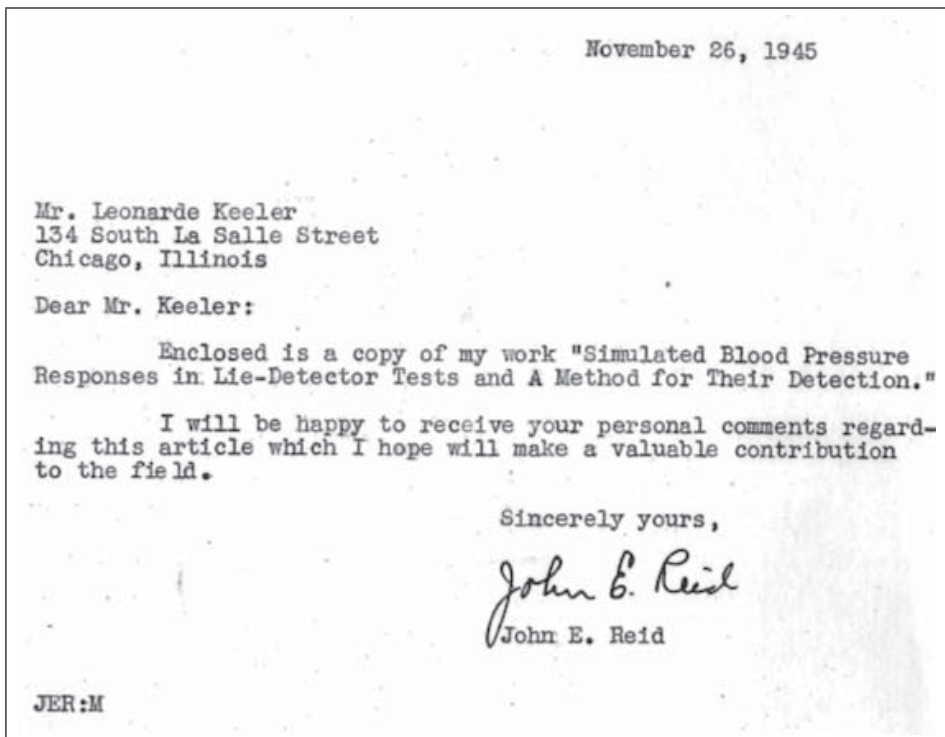 November 26, 1945
Mr. Leonarde Keeler
134 South La Salle Street
Chicago, Illinois
Dear Mr. Keeler:
Enclosed is a copy of my work "Simulated Blood Pressure
Responses in Lie-Detector Tests and A Method for Their Detection."
I will be happy to receive your personal comments regard-
ing this article which I hope will make a valuable contribution
to the field.
Sincerely yours,
John E. Reid
John E. Reid
JER:M